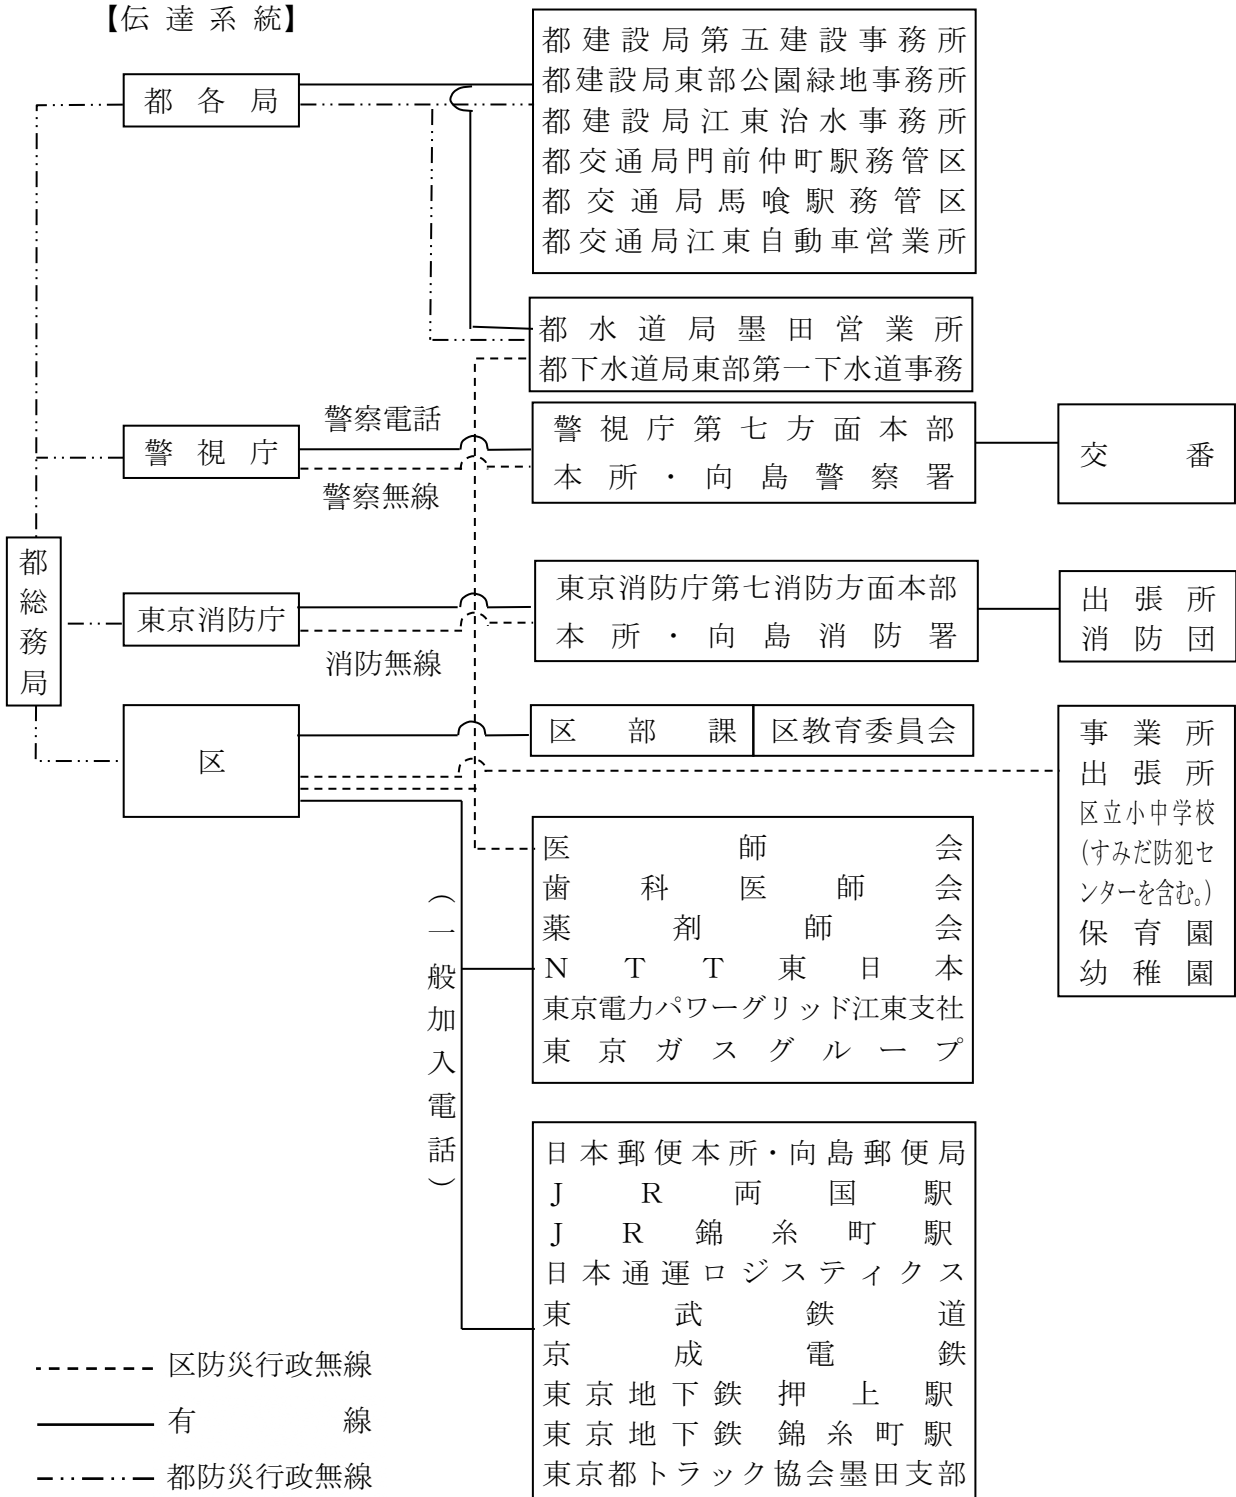 【伝達系統】
都各局
都建設局第五建設事務所
都建設局東部公園緑地事務所
都建設局江東治水事務所
都交通局門前仲町駅務管区
都交通局馬喰駅務管区
都交通局江東自動車営業所
都水道局墨田営業所
都下水道局東部第一下水道事務
都総務局
警視庁
警察電話
警察無線
警視庁第七方面本部
本所・向島警察署
交番
東京消防庁
消防無線
東京消防庁第七消防方面本部
本所・向島消防署
出張所
消防団
区
区部課
区教育委員会
事業所
出張所
区立小中学校
(すみだ防犯セ
ンターを含む。)
保育園
幼稚園
(一般加入電話)
医師会
歯科医師会
薬剤師会
NTT東日本
東京電力パワーグリッド江東支社
東京ガスグループ
日本郵便本所・向島郵便局
JR両国駅
JR錦糸町駅
日本通運ロジスティクス
東武鉄道
京成電鉄
東京地下鉄 押上駅
東京地下鉄 錦糸町駅
東京都トラック協会墨田支部
区防災行政無線
有線
都防災行政無線